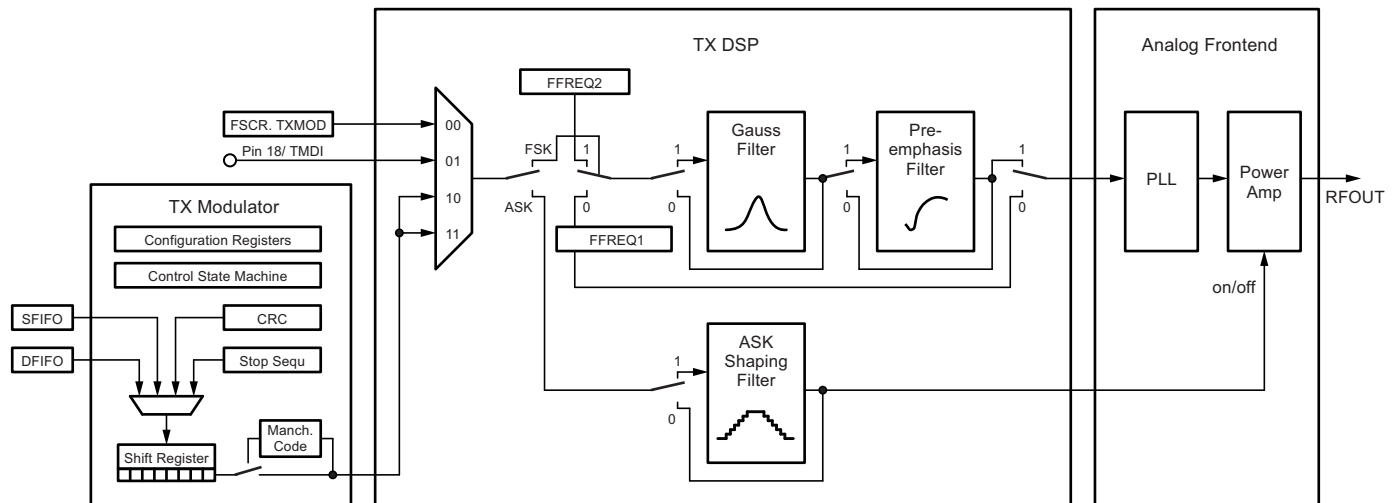 TX DSP
Analog Frontend
FFREQ2
FSCR. TXMOD
00
Pin 18/ TMDI
01
10
11
FSK
ASK
1
0
FFREQ1
1
0
Gauss
Filter
1
0
Pre-
emphasis
Filter
1
0
PLL
Power
Amp
RFOUT
on/off
TX Modulator
Configuration Registers
Control State Machine
SFIFO
CRC
DFIFO
Stop Sequ
Shift Register
Manch.
Code
1
0
ASK
Shaping
Filter